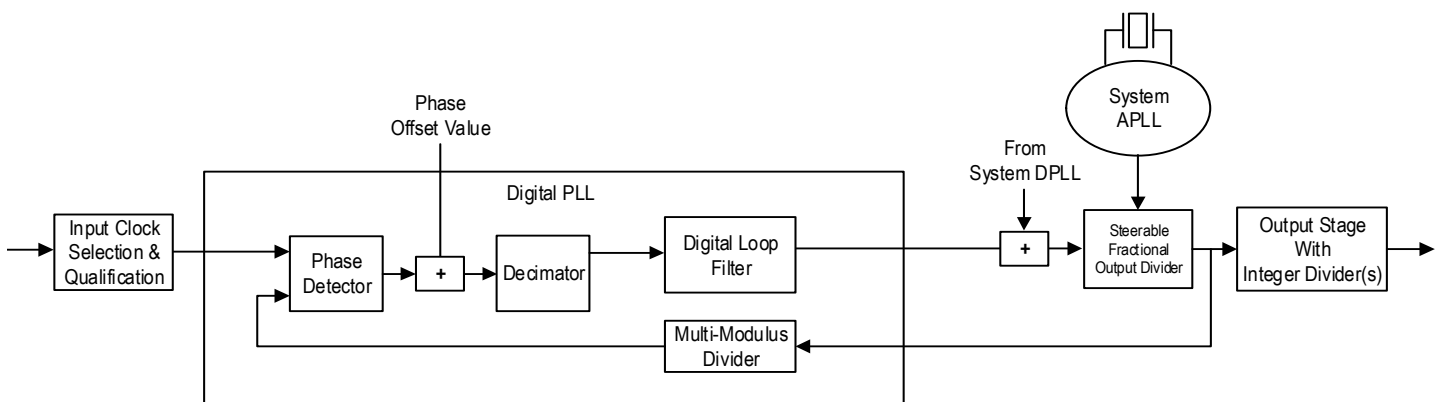 System
APLL
Phase
Offset Value
From
System DPLL
Digital PLL
Input Clock
Selection &
Qualification
Phase
Detector
+
Decimator
Digital Loop
Filter
+
Steerable
Fractional
Output Divider
Output Stage
With
Integer Divider(s)
Multi-Modulus
Divider